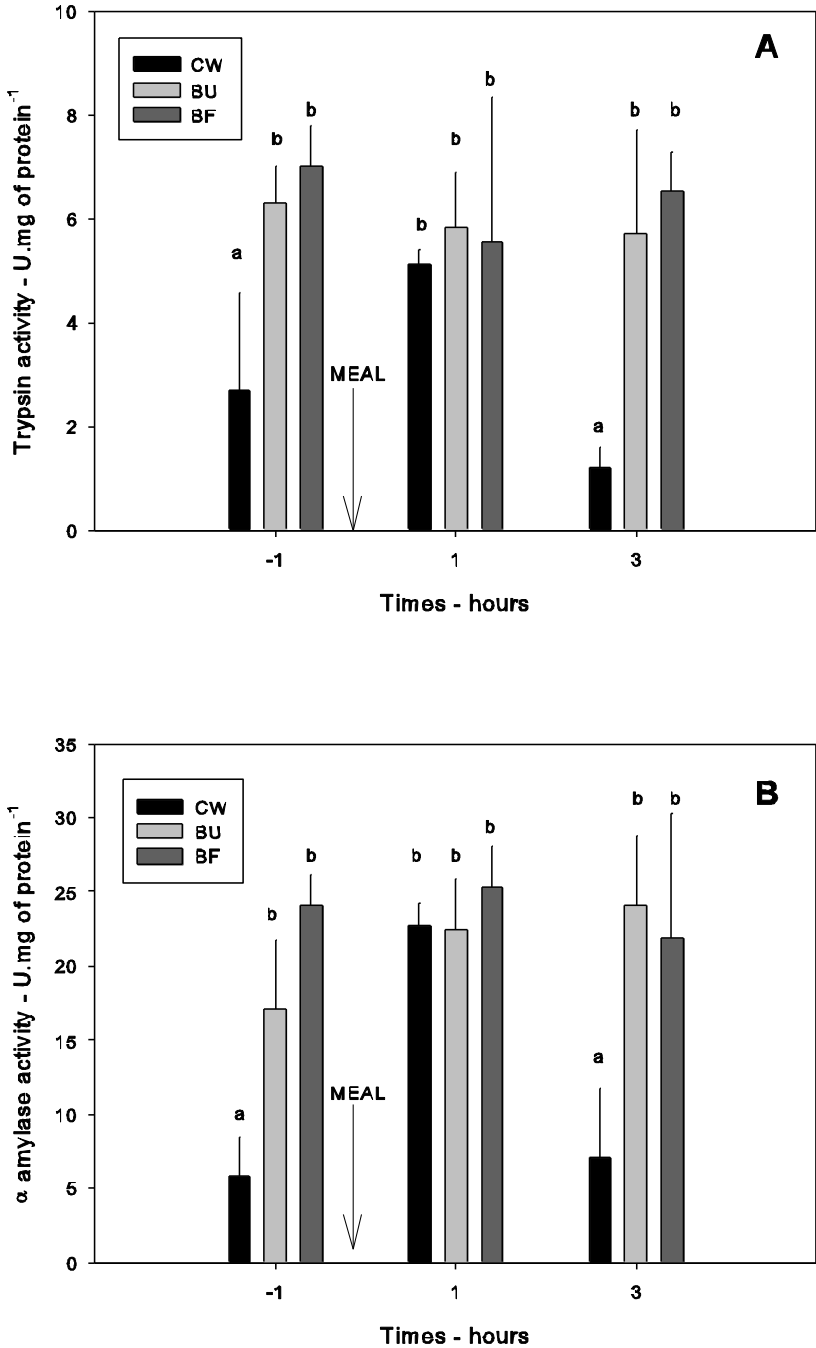 10
8
6
4
2
0
Trypsin activity - U.mg of protein⁻¹
A
CW
BU
BF
a
b
b
MEAL
b
b
b
a
b
b
-1
1
3
Times - hours
35
30
25
20
15
10
5
0
α amylase activity - U.mg of protein⁻¹
B
CW
BU
BF
a
b
b
MEAL
b
b
b
a
b
b
-1
1
3
Times - hours